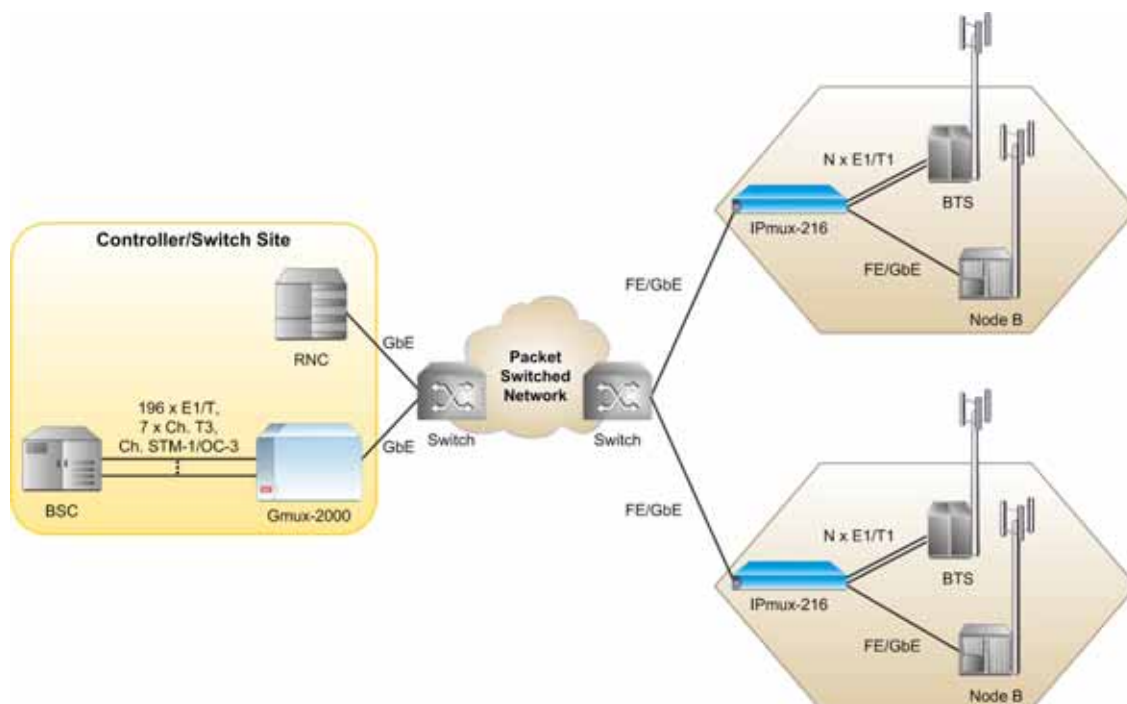 Controller/Switch Site
RNC
GbE
196 x E1/T,
7 x Ch. T3,
Ch. STM-1/OC-3
BSC
Gmux-2000
GbE
Switch
Packet
Switched
Network
Switch
FE/GbE
FE/GbE
N x E1/T1
BTS
IPmux-216
FE/GbE
Node B
N x E1/T1
BTS
IPmux-216
FE/GbE
Node B